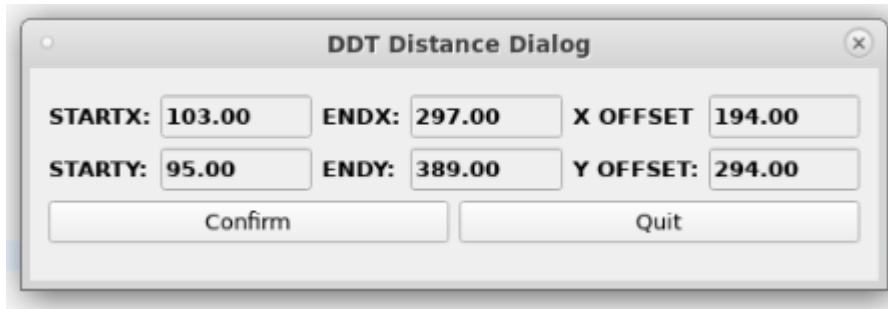 DDT Distance Dialog
STARTX: 103.00 ENDX: 297.00 X OFFSET 194.00
STARTY: 95.00 ENDY: 389.00 Y OFFSET: 294.00
Confirm Quit